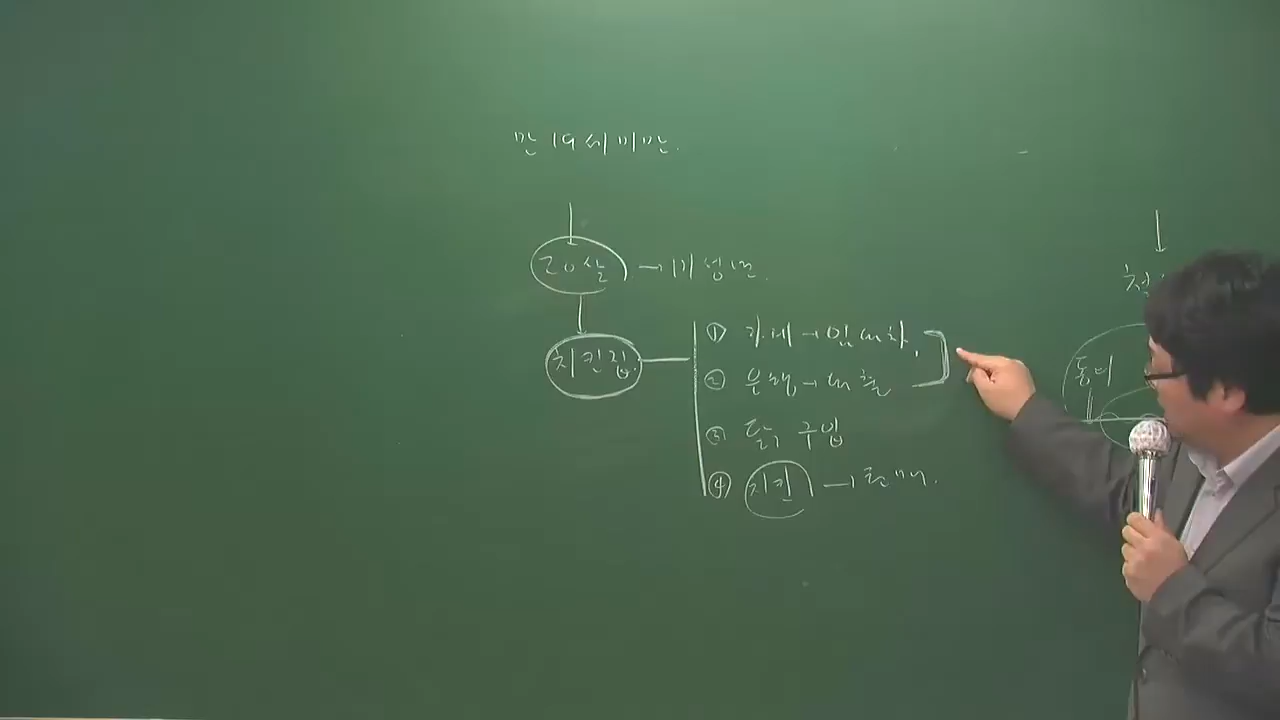 만 19세 미만.
20살 → 미성년.
치킨집
① 가게 → 임대차,
② 은행 → 대출
③ 닭 구입
④ 치킨 → 판매.
동의